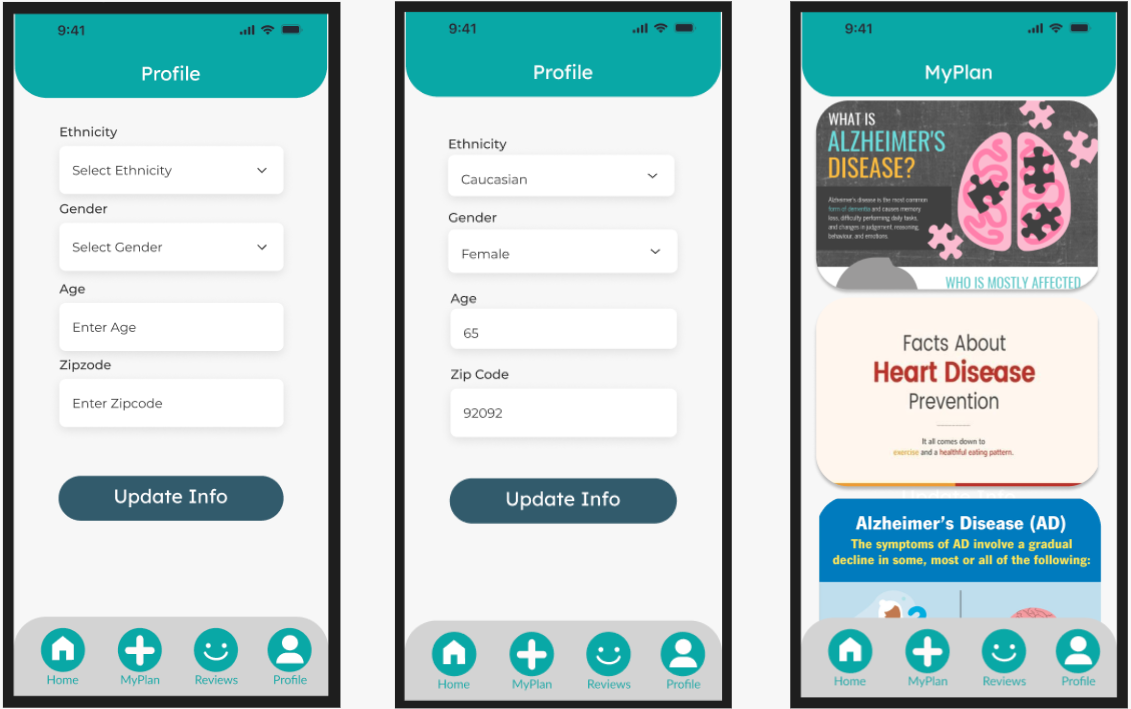 9:41
Profile
Ethnicity
Select Ethnicity
Gender
Select Gender
Age
Enter Age
Zipzode
Enter Zipcode
Update Info
Home MyPlan Reviews Profile
9:41
Profile
Ethnicity
Caucasian
Gender
Female
Age
65
Zip Code
92092
Update Info
Home MyPlan Reviews Profile
9:41
MyPlan
WHAT IS
ALZHEIMER'S
DISEASE?
Alzheimer's disease is the most common
form of dementia and causes memory
loss, difficulty performing daily tasks,
and changes in judgement, reasoning,
behaviour, and emotions.
WHO IS MOSTLY AFFECTED
Facts About
Heart Disease
Prevention
It all comes down to
exercise and a healthful eating pattern.
Update Info
Alzheimer's Disease (AD)
The symptoms of AD involve a gradual
decline in some, most or all of the following:
?
Home MyPlan Reviews Profile